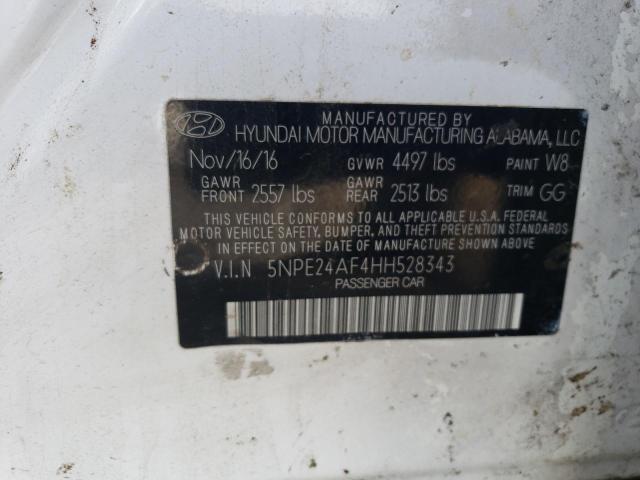 MANUFACTURED BY
HYUNDAI MOTOR MANUFACTURING ALABAMA, LLC
Nov/16/16 GVWR 4497 lbs PAINT W8
GAWR FRONT 2557 lbs GAWR REAR 2513 lbs TRIM GG
THIS VEHICLE CONFORMS TO ALL APPLICABLE U.S.A. FEDERAL
MOTOR VEHICLE SAFETY, BUMPER, AND THEFT PREVENTION
STANDARDS IN EFFECT ON THE DATE OF MANUFACTURE SHOWN ABOVE.
V.I.N 5NPE24AF4HH528343
PASSENGER CAR